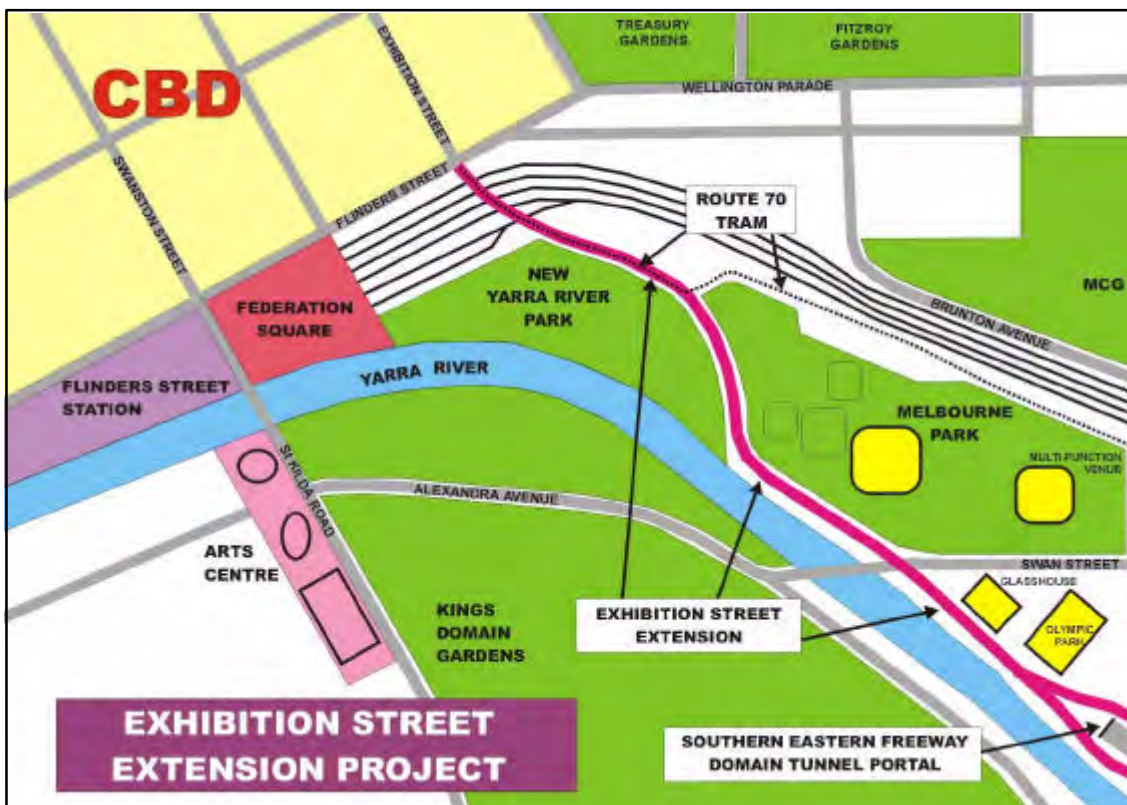 TREASURY
GARDENS
FITZROY
GARDENS
EXHIBITION STREET
CBD
WELLINGTON PARADE
SWANSTON STREET
FLINDERS STREET
ROUTE 70
TRAM
NEW
YARRA RIVER
PARK
MCG
FEDERATION
SQUARE
BRUNTON AVENUE
YARRA RIVER
FLINDERS STREET
STATION
MELBOURNE
PARK
MULTI-FUNCTION
VENUE
St KILDA ROAD
ALEXANDRA AVENUE
ARTS
CENTRE
SWAN STREET
GLASSHOUSE
KINGS
DOMAIN
GARDENS
EXHIBITION STREET
EXTENSION
OLYMPIC
PARK
EXHIBITION STREET
EXTENSION PROJECT
SOUTHERN EASTERN FREEWAY
DOMAIN TUNNEL PORTAL